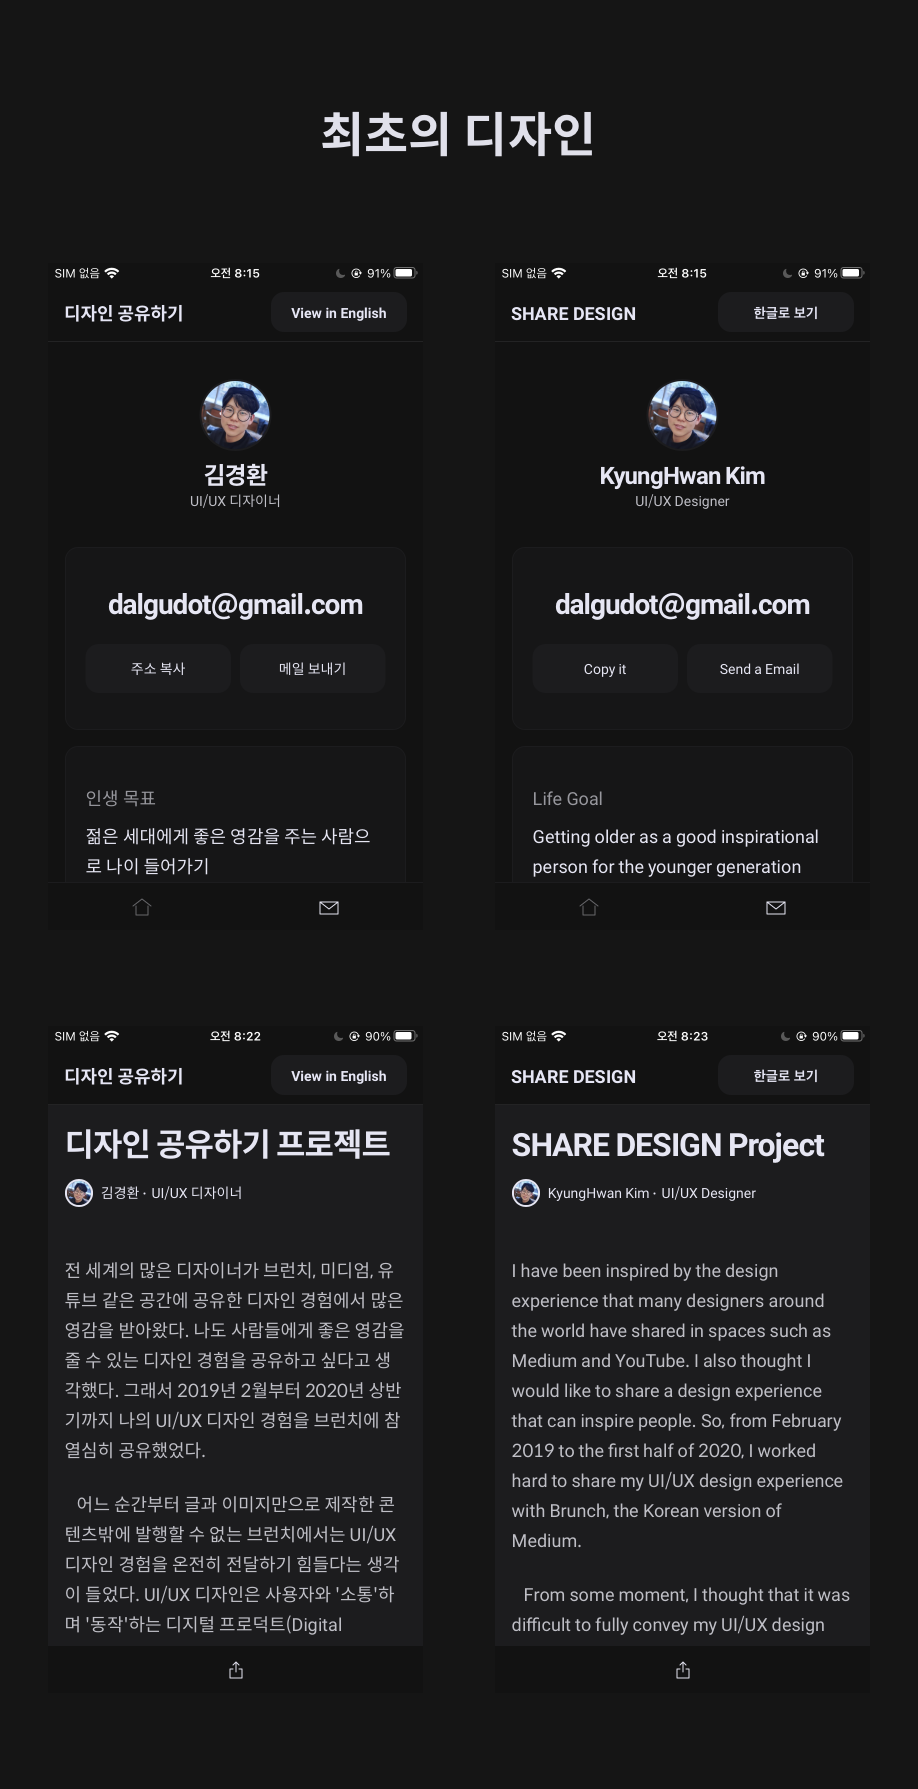 최초의 디자인
SIM 없음 오전 8:15 91%
디자인 공유하기 View in English
김경환
UI/UX 디자이너
dalgudot@gmail.com
주소 복사 메일 보내기
인생 목표
젊은 세대에게 좋은 영감을 주는 사람으
로 나이 들어가기
SIM 없음 오전 8:15 91%
SHARE DESIGN 한글로 보기
KyungHwan Kim
UI/UX Designer
dalgudot@gmail.com
Copy it Send a Email
Life Goal
Getting older as a good inspirational
person for the younger generation
SIM 없음 오전 8:22 90%
디자인 공유하기 View in English
디자인 공유하기 프로젝트
김경환 · UI/UX 디자이너
전 세계의 많은 디자이너가 브런치, 미디엄, 유
튜브 같은 공간에 공유한 디자인 경험에서 많은
영감을 받아왔다. 나도 사람들에게 좋은 영감을
줄 수 있는 디자인 경험을 공유하고 싶다고 생
각했다. 그래서 2019년 2월부터 2020년 상반
기까지 나의 UI/UX 디자인 경험을 브런치에 참
열심히 공유했었다.
어느 순간부터 글과 이미지만으로 제작한 콘
텐츠밖에 발행할 수 없는 브런치에서는 UI/UX
디자인 경험을 온전히 전달하기 힘들다는 생각
이 들었다. UI/UX 디자인은 사용자와 '소통'하
며 '동작'하는 디지털 프로덕트(Digital
SIM 없음 오전 8:23 90%
SHARE DESIGN 한글로 보기
SHARE DESIGN Project
KyungHwan Kim · UI/UX Designer
I have been inspired by the design
experience that many designers around
the world have shared in spaces such as
Medium and YouTube. I also thought I
would like to share a design experience
that can inspire people. So, from February
2019 to the first half of 2020, I worked
hard to share my UI/UX design experience
with Brunch, the Korean version of
Medium.
From some moment, I thought that it was
difficult to fully convey my UI/UX design